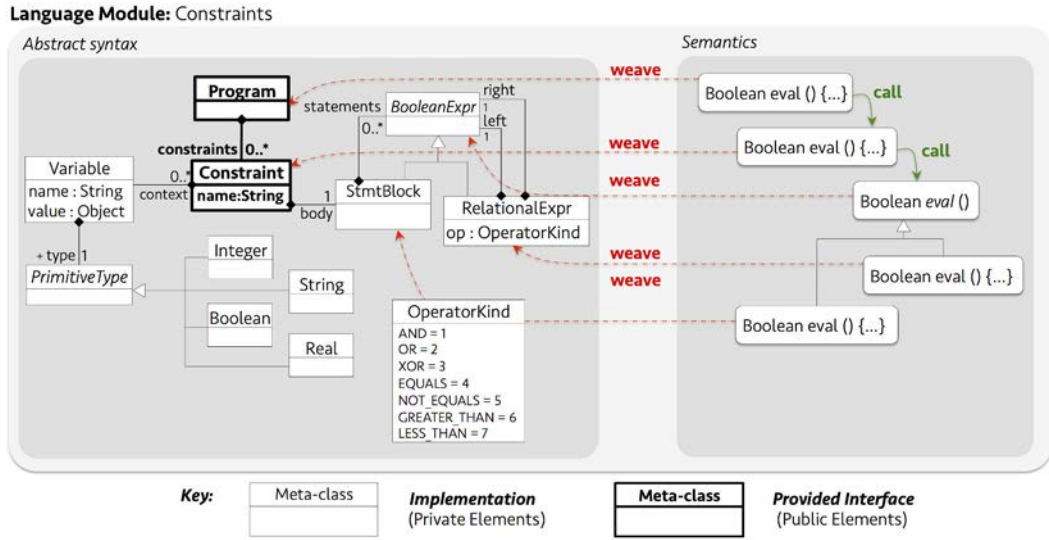 Language Module: Constraints
Abstract syntax
Semantics
Program
constraints 0..*
Variable
name : String
value : Object
0..*
context
Constraint
name:String
1
body
statements
0..*
BooleanExpr
right
1
left
1
StmtBlock
RelationalExpr
op : OperatorKind
+ type 1
PrimitiveType
Integer
String
Boolean
Real
OperatorKind
AND = 1
OR = 2
XOR = 3
EQUALS = 4
NOT_EQUALS = 5
GREATER_THAN = 6
LESS_THAN = 7
weave
weave
weave
weave
weave
Boolean eval () {...}
call
Boolean eval () {...}
call
Boolean eval ()
Boolean eval () {...}
Boolean eval () {...}
Key:
Meta-class
Implementation
(Private Elements)
Meta-class
Provided Interface
(Public Elements)